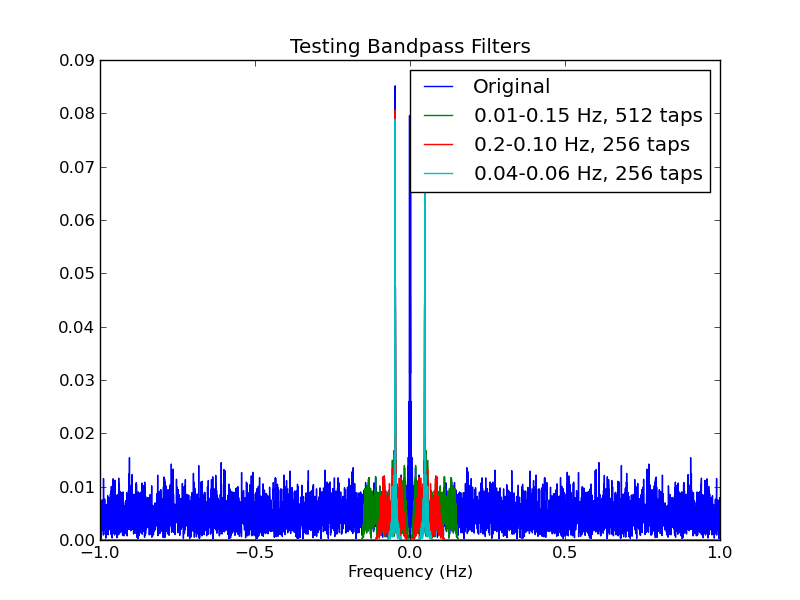 Testing Bandpass Filters
0.09
0.08
0.07
0.06
0.05
0.04
0.03
0.02
0.01
0.00
Original
0.01-0.15 Hz, 512 taps
0.2-0.10 Hz, 256 taps
0.04-0.06 Hz, 256 taps
−1.0 −0.5 0.0 0.5 1.0
Frequency (Hz)